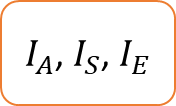 I_A, I_S, I_E